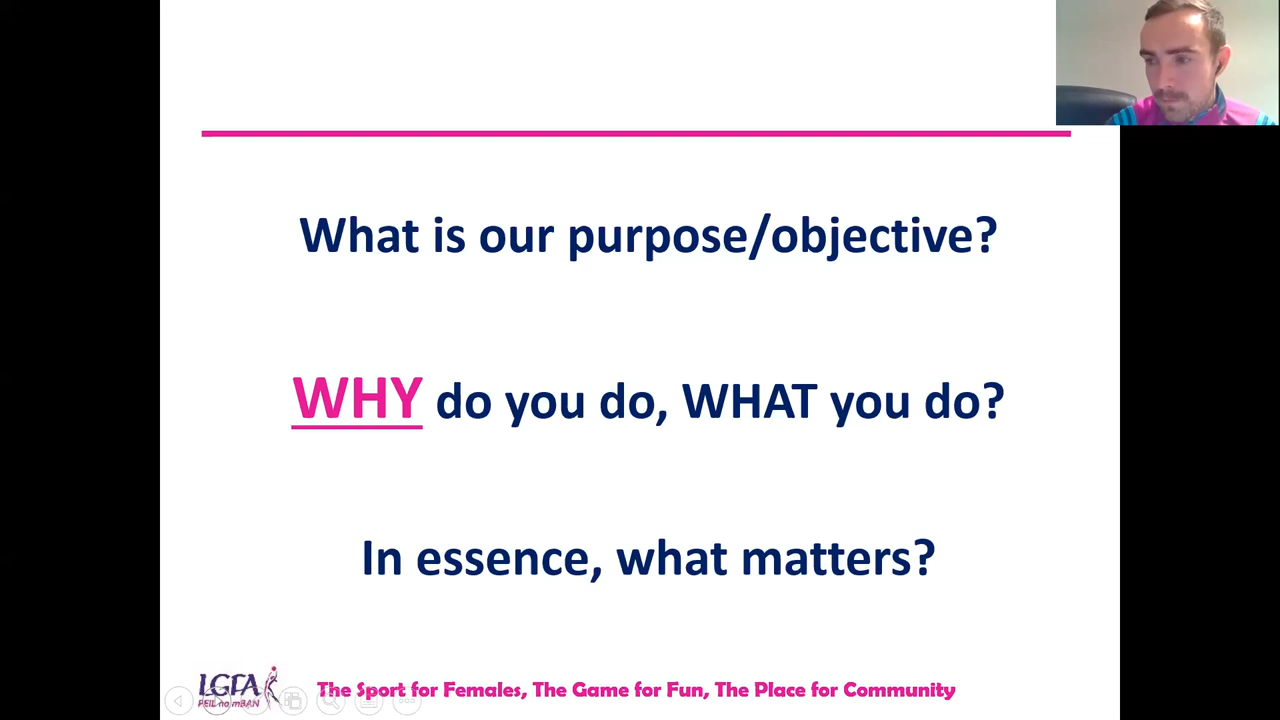 What is our purpose/objective?
WHY do you do, WHAT you do?
In essence, what matters?
LGFA
PEIL na mBAN
The Sport for Females, The Game for Fun, The Place for Community